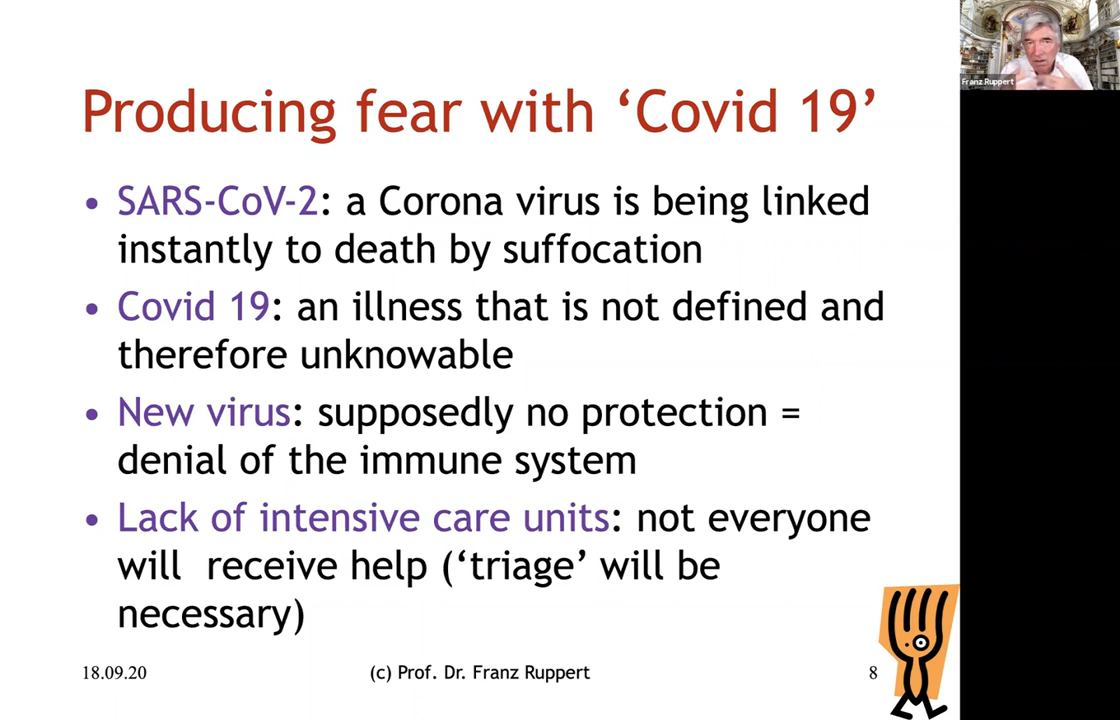 Franz Ruppert
Producing fear with ‘Covid 19’
• SARS-CoV-2: a Corona virus is being linked
instantly to death by suffocation
• Covid 19: an illness that is not defined and
therefore unknowable
• New virus: supposedly no protection =
denial of the immune system
• Lack of intensive care units: not everyone
will  receive help (‘triage’ will be
necessary)
18.09.20
(c) Prof. Dr. Franz Ruppert
8